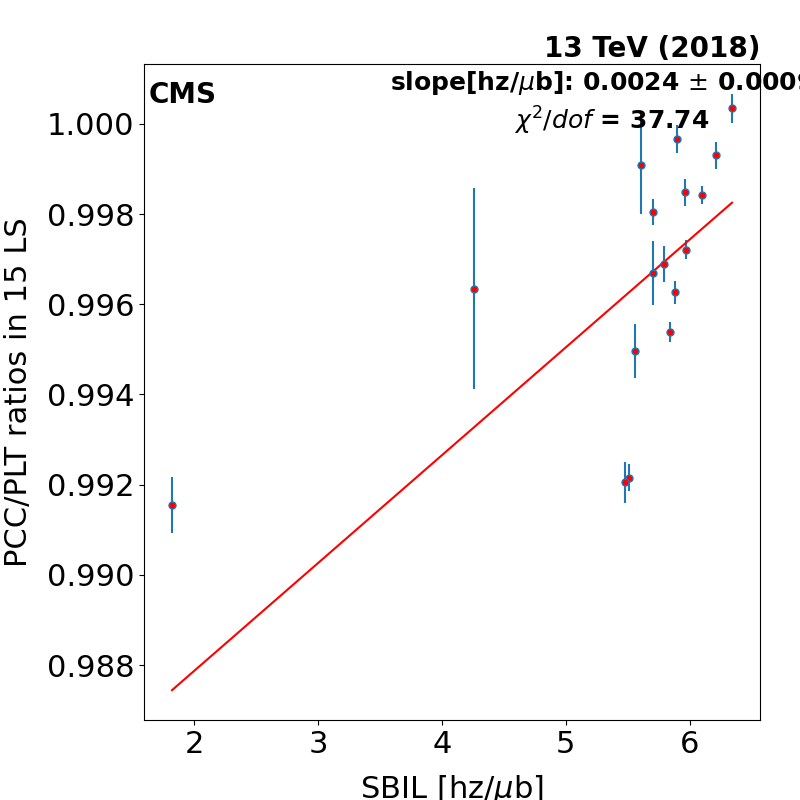 13 TeV (2018)
CMS
slope[hz/μb]: 0.0024 ± 0.0009
χ²/dof = 37.74
1.000
0.998
0.996
0.994
0.992
0.990
0.988
PCC/PLT ratios in 15 LS
2 3 4 5 6
SBIL [hz/μb]